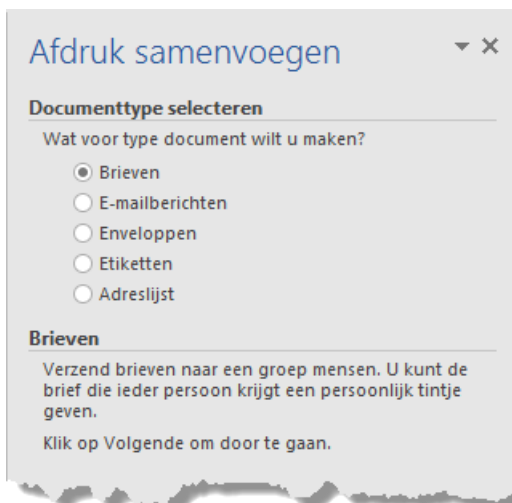 Afdruk samenvoegen
Documenttype selecteren
Wat voor type document wilt u maken?
Brieven
E-mailberichten
Enveloppen
Etiketten
Adreslijst
Brieven
Verzend brieven naar een groep mensen. U kunt de
brief die ieder persoon krijgt een persoonlijk tintje
geven.
Klik op Volgende om door te gaan.